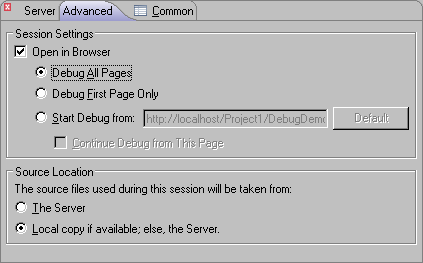 Server Advanced Common
Session Settings
Open in Browser
Debug All Pages
Debug First Page Only
Start Debug from: http://localhost/Project1/DebugDemo Default
Continue Debug from This Page
Source Location
The source files used during this session will be taken from:
The Server
Local copy if available; else, the Server.